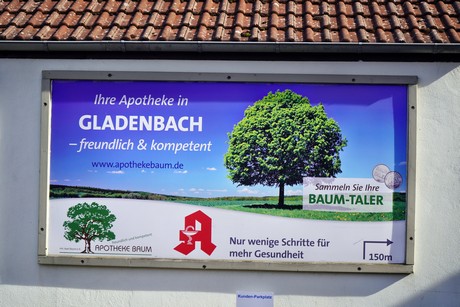 Ihre Apotheke in
GLADENBACH
– freundlich & kompetent
www.apothekebaum.de
Sammeln Sie Ihre
BAUM-TALER
APOTHEKE BAUM
Nur wenige Schritte für
mehr Gesundheit
150m
Kunden-Parkplatz